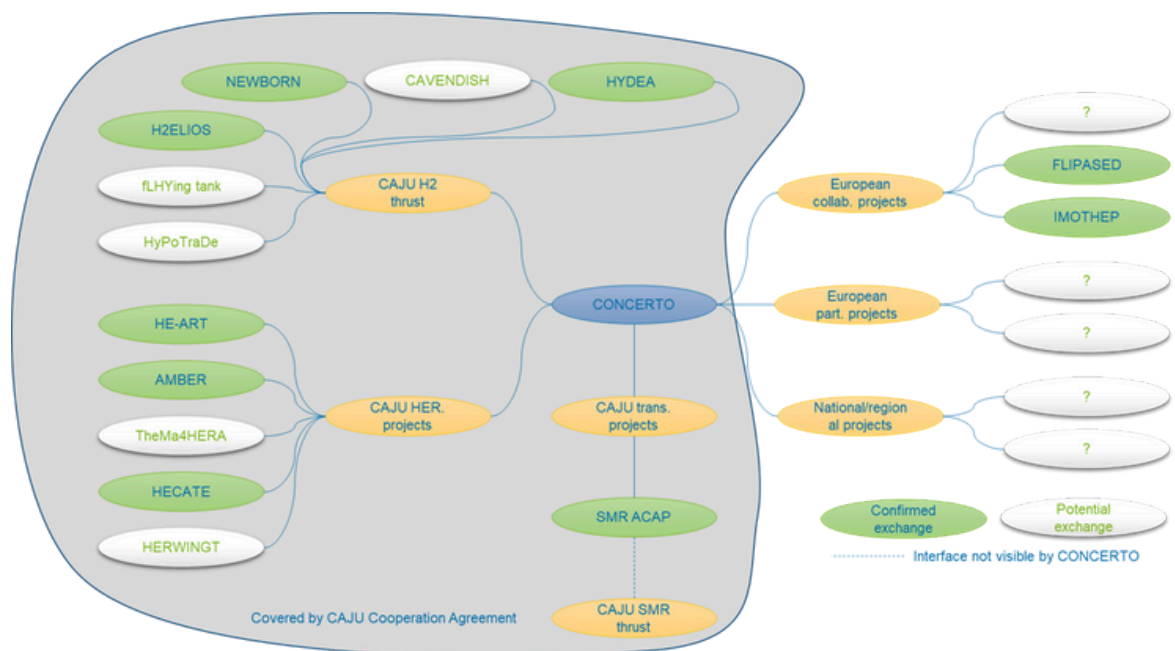 NEWBORN
CAVENDISH
HYDEA
H2ELIOS
fLHYing tank
HyPoTraDe
CAJU H2
thrust
European
collab. projects
?
FLIPASED
IMOTHEP
CONCERTO
European
part. projects
?
?
HE-ART
AMBER
TheMa4HERA
HECATE
HERWINGT
CAJU HER.
projects
CAJU trans.
projects
National/region
al projects
?
?
SMR ACAP
CAJU SMR
thrust
Covered by CAJU Cooperation Agreement
Confirmed
exchange
Potential
exchange
Interface not visible by CONCERTO